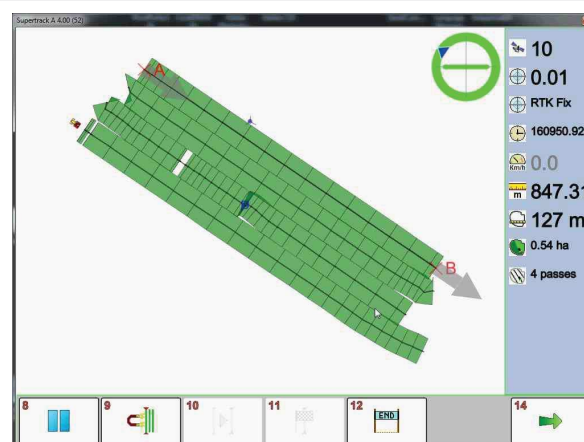 Supertrack A 4.00 (52)
A
B
10
0.01
RTK Fix
160950.92
Km/h
0.0
m
847.31
127 m
0.54 ha
4 passes
8
9
10
11
12
END
14